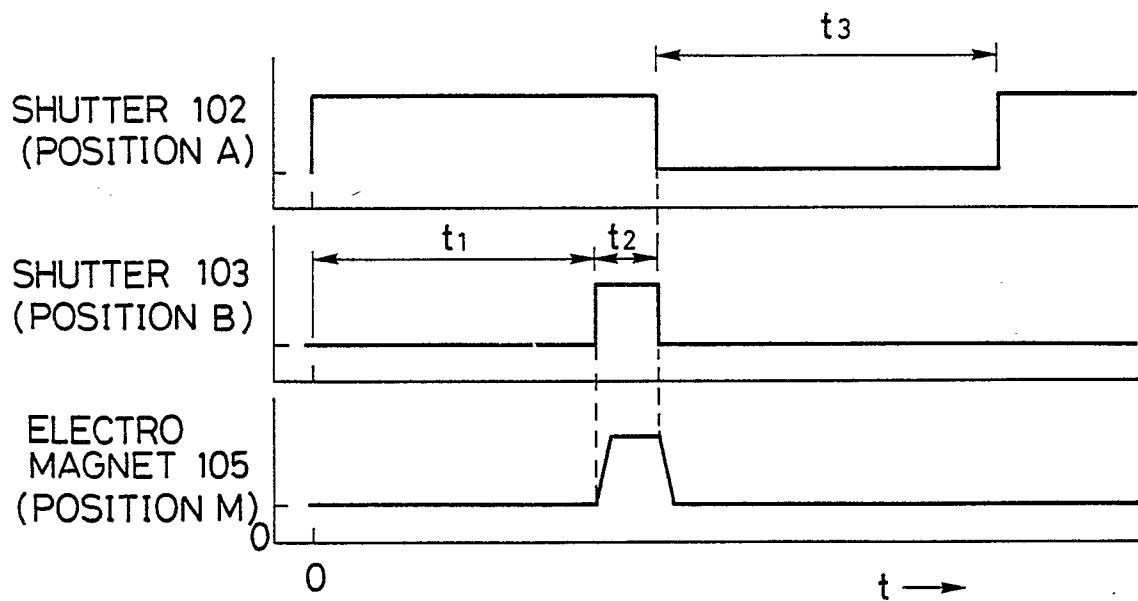 t3
SHUTTER 102
(POSITION A)
t1
t2
SHUTTER 103
(POSITION B)
ELECTRO
MAGNET 105
(POSITION M)
0
0
t